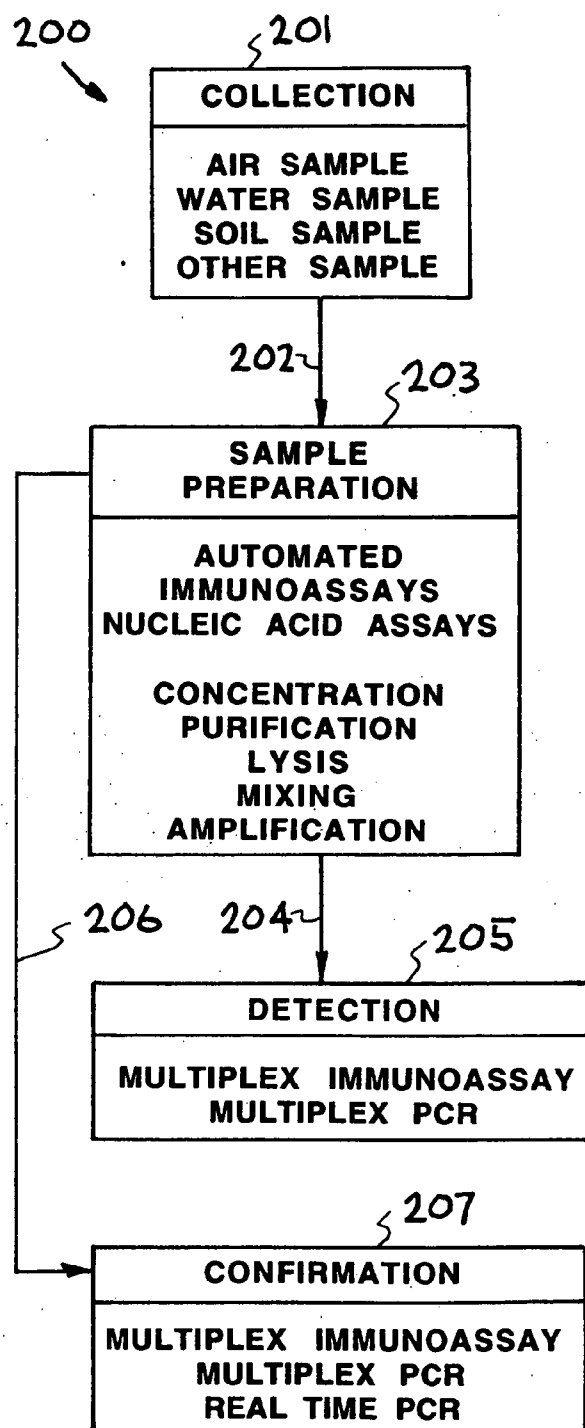 200
201
COLLECTION
AIR SAMPLE
WATER SAMPLE
SOIL SAMPLE
OTHER SAMPLE
202
203
SAMPLE
PREPARATION
AUTOMATED
IMMUNOASSAYS
NUCLEIC ACID ASSAYS
CONCENTRATION
PURIFICATION
LYSIS
MIXING
AMPLIFICATION
206
204
205
DETECTION
MULTIPLEX IMMUNOASSAY
MULTIPLEX PCR
207
CONFIRMATION
MULTIPLEX IMMUNOASSAY
MULTIPLEX PCR
REAL TIME PCR